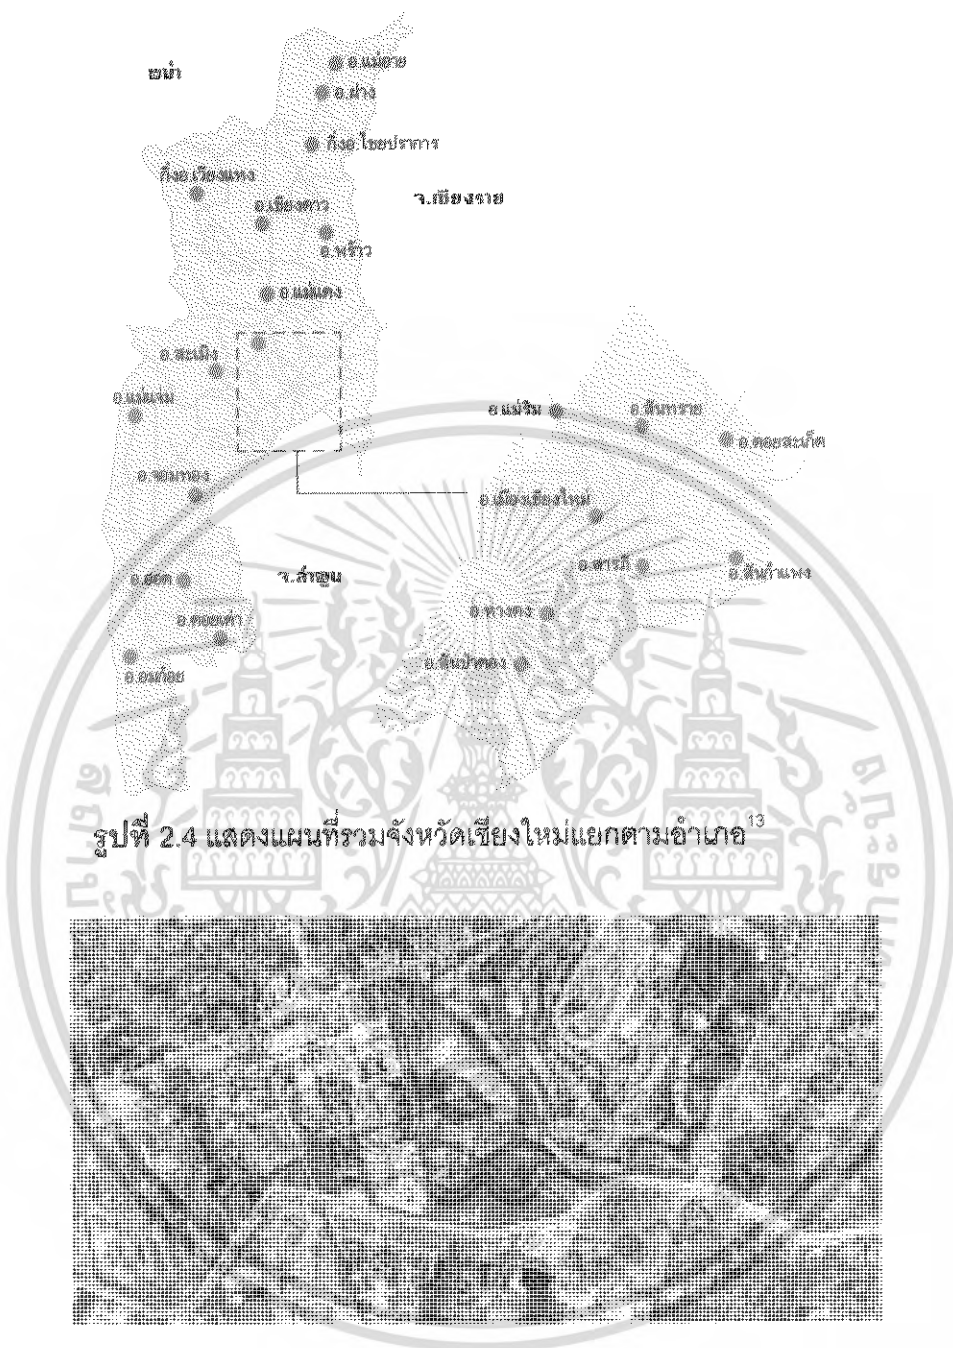 พม่า
อ.แม่อาย
อ.ฝาง
กิ่งอ.ไชยปราการ
กิ่งอ.เวียงแหง
จ.เชียงราย
อ.เชียงดาว
อ.พร้าว
อ.แม่แตง
อ.สะเมิง
อ.แม่แจ่ม
อ.แม่ริม
อ.สันทราย
อ.ดอยสะเก็ด
อ.จอมทอง
อ.เมืองเชียงใหม่
อ.สารภี
อ.สันกำแพง
อ.ฮอด
จ.ลำพูน
อ.หางดง
อ.ดอยเต่า
อ.สันป่าตอง
อ.อมก๋อย
รูปที่ 2.4 แสดงแผนที่รวมจังหวัดเชียงใหม่แยกตามอำเภอ13